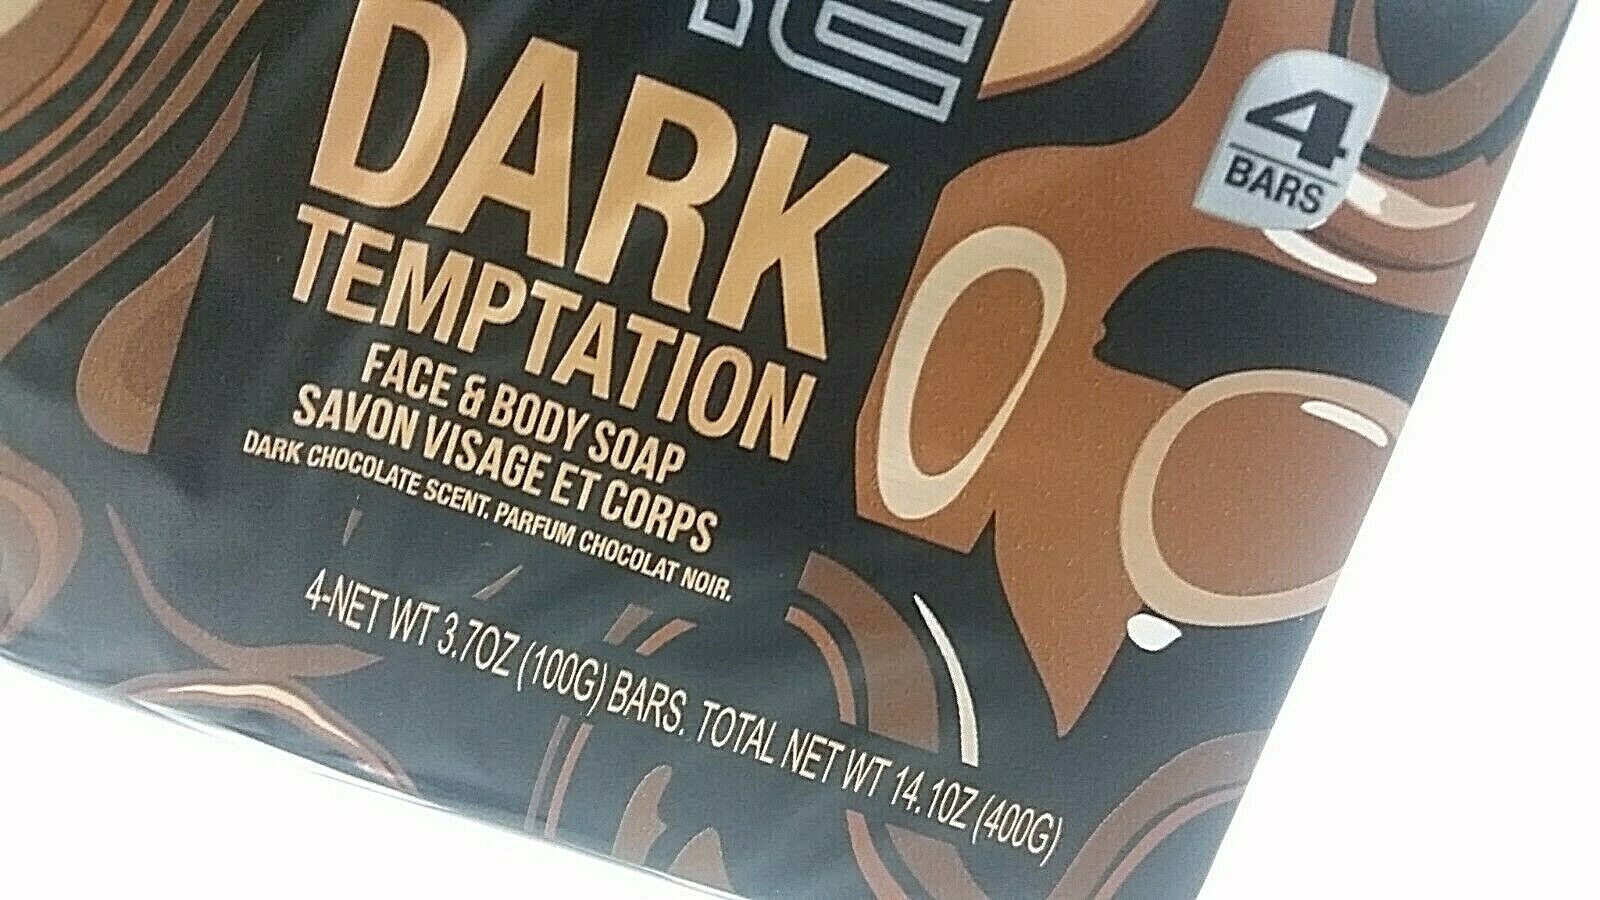 4
BARS
DARK
TEMPTATION
FACE & BODY SOAP
SAVON VISAGE ET CORPS
DARK CHOCOLATE SCENT. PARFUM CHOCOLAT NOIR.
4-NET WT 3.7OZ (100G) BARS. TOTAL NET WT 14.1OZ (400G)